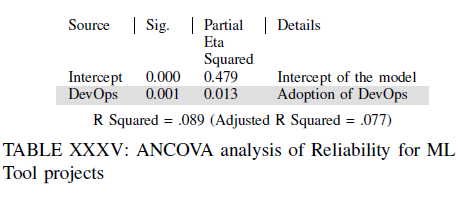 Source Sig. Partial Details
Eta
Squared
Intercept 0.000 0.479 Intercept of the model
DevOps 0.001 0.013 Adoption of DevOps
R Squared = .089 (Adjusted R Squared = .077)
TABLE XXXV: ANCOVA analysis of Reliability for ML
Tool projects